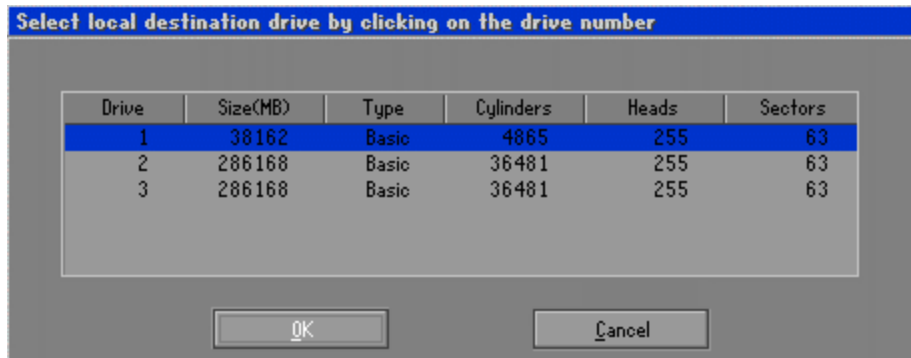 Select local destination drive by clicking on the drive number
Drive Size(MB) Type Cylinders Heads Sectors
1 38162 Basic 4865 255 63
2 286168 Basic 36481 255 63
3 286168 Basic 36481 255 63
OK Cancel